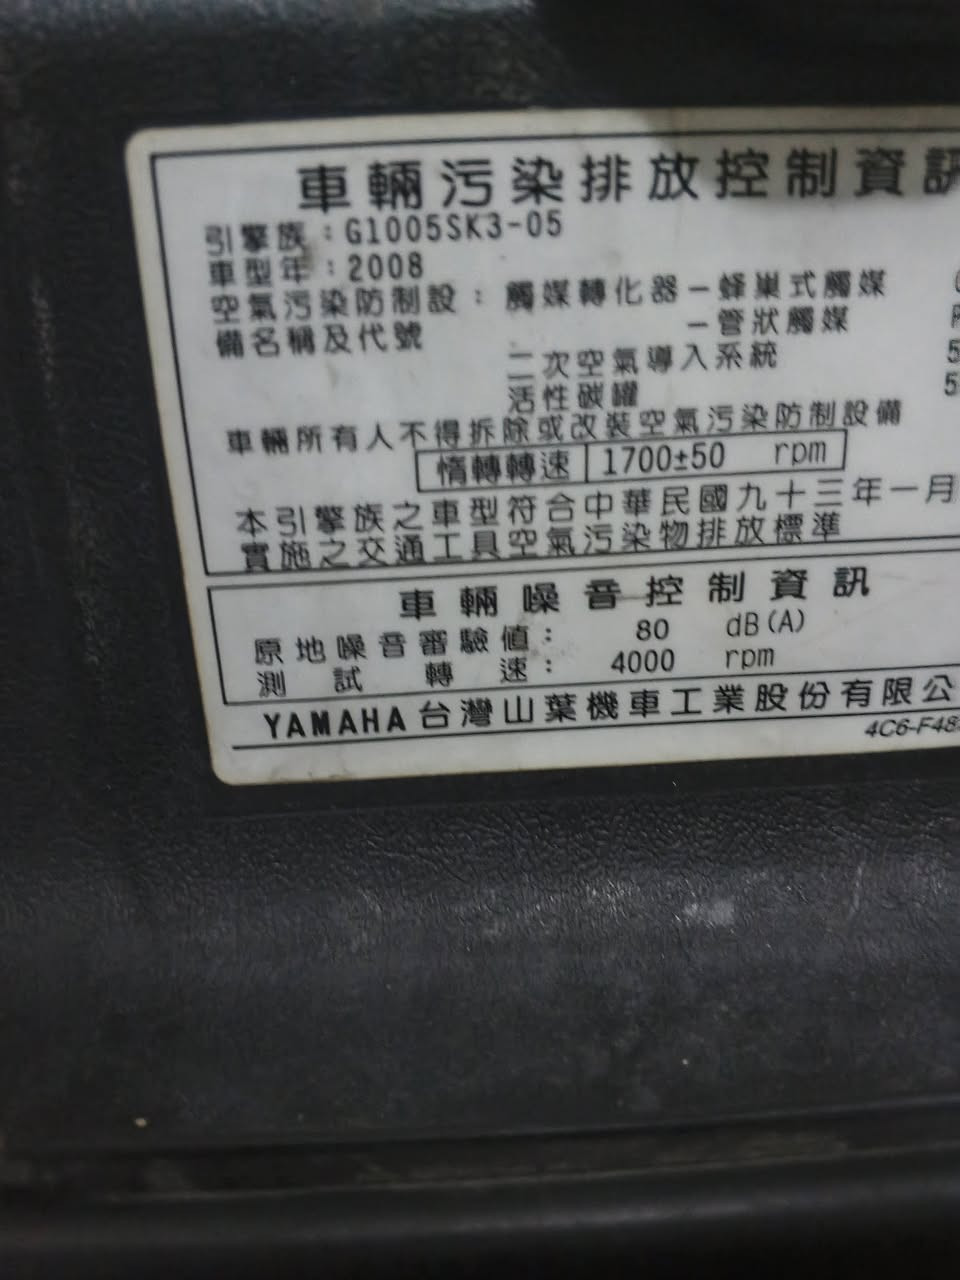 車輛污染排放控制資訊
引擎族：G1005SK3-05
車型年：2008
空氣污染防制設備名稱及代號：觸媒轉化器－蜂巢式觸媒
－管狀觸媒
二次空氣導入系統 5
活性碳罐 5
車輛所有人不得拆除或改裝空氣污染防制設備
惰轉轉速 1700±50 rpm
本引擎族之車型符合中華民國九十三年一月
實施之交通工具空氣污染物排放標準
車輛噪音控制資訊
原地噪音審驗值： 80 dB(A)
測試轉速： 4000 rpm
YAMAHA 台灣山葉機車工業股份有限公
4C6-F48